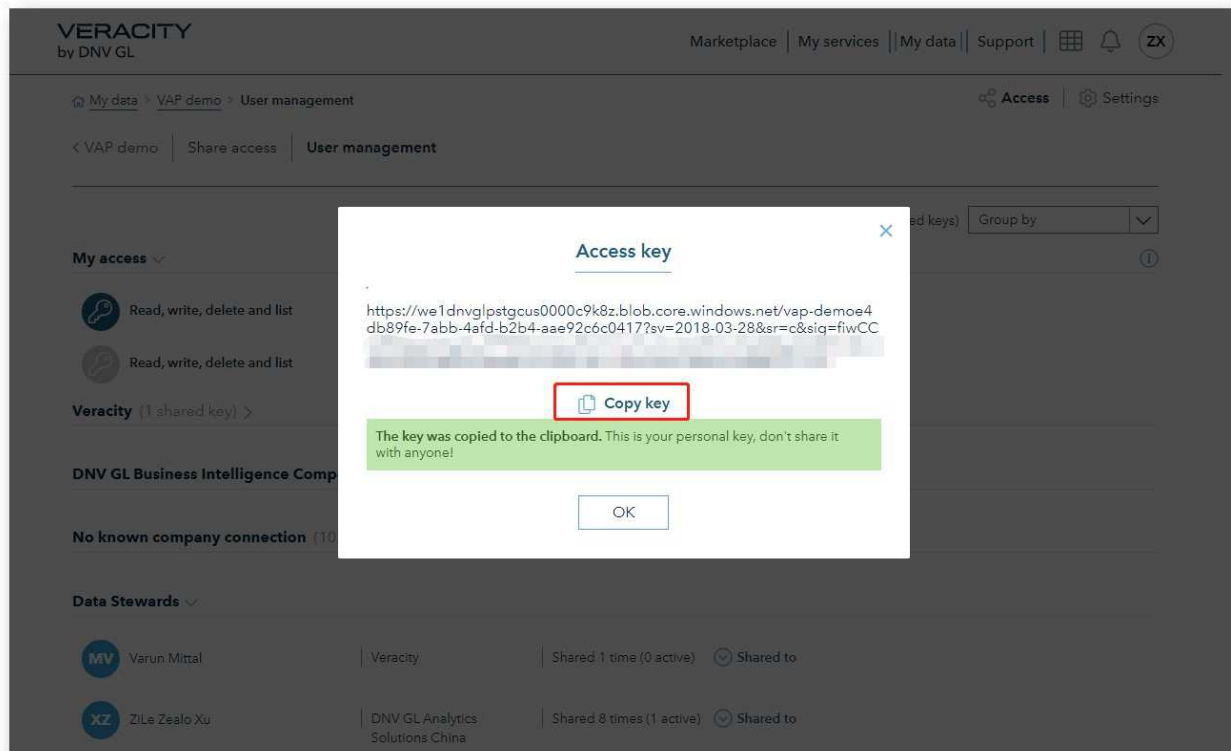 VERACITY
by DNV GL
Marketplace | My services | My data | Support
ZX
My data > VAP demo > User management
Access | Settings
< VAP demo | Share access | User management
ed keys)
Group by
My access
Read, write, delete and list
Read, write, delete and list
Veracity (1 shared key) >
DNV GL Business Intelligence Comp
No known company connection (10
Data Stewards
MV Varun Mittal | Veracity | Shared 1 time (0 active) Shared to
XZ ZiLe Zealo Xu | DNV GL Analytics | Shared 8 times (1 active) Shared to
Solutions China
Access key
https://we1dnvglpstgcus0000c9k8z.blob.core.windows.net/vap-demoe4
db89fe-7abb-4afd-b2b4-aae92c6c0417?sv=2018-03-28&sr=c&sig=fiwCC
Copy key
The key was copied to the clipboard. This is your personal key, don't share it
with anyone!
OK